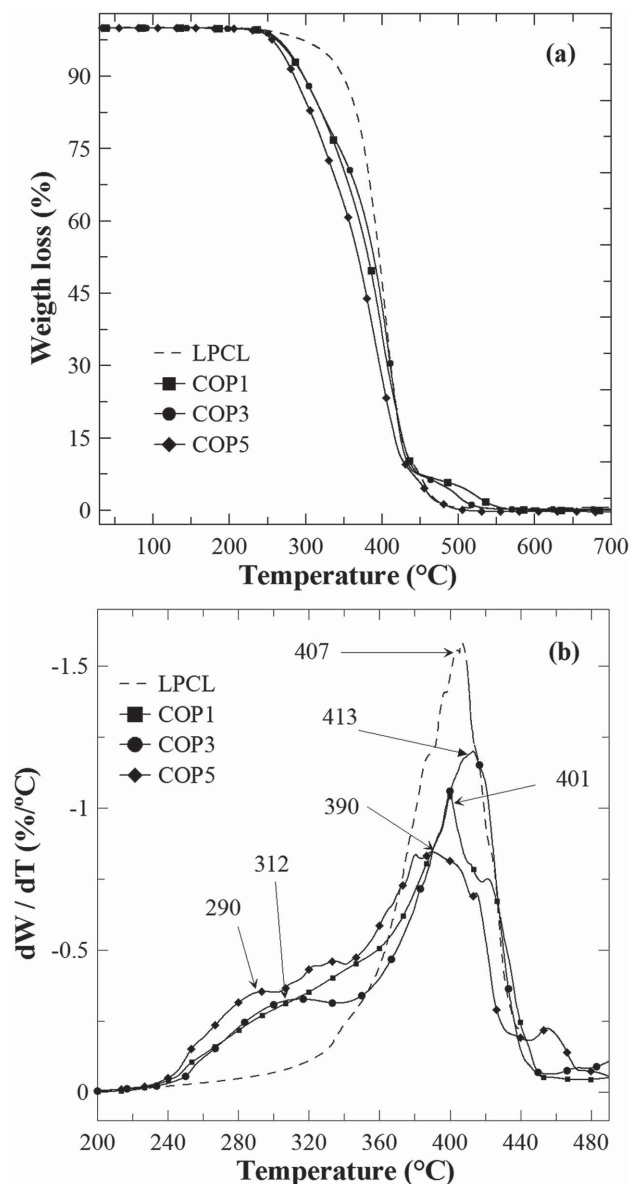 (a)
90
75
60
45
30
15
0
Weigth loss (%)
LPCL
COP1
COP3
COP5
100 200 300 400 500 600 700
Temperature (°C)
(b)
-1.5
-1
-0.5
0
dW / dT (%/ºC)
LPCL
COP1
COP3
COP5
407
413
401
390
312
290
200 240 280 320 360 400 440 480
Temperature (°C)